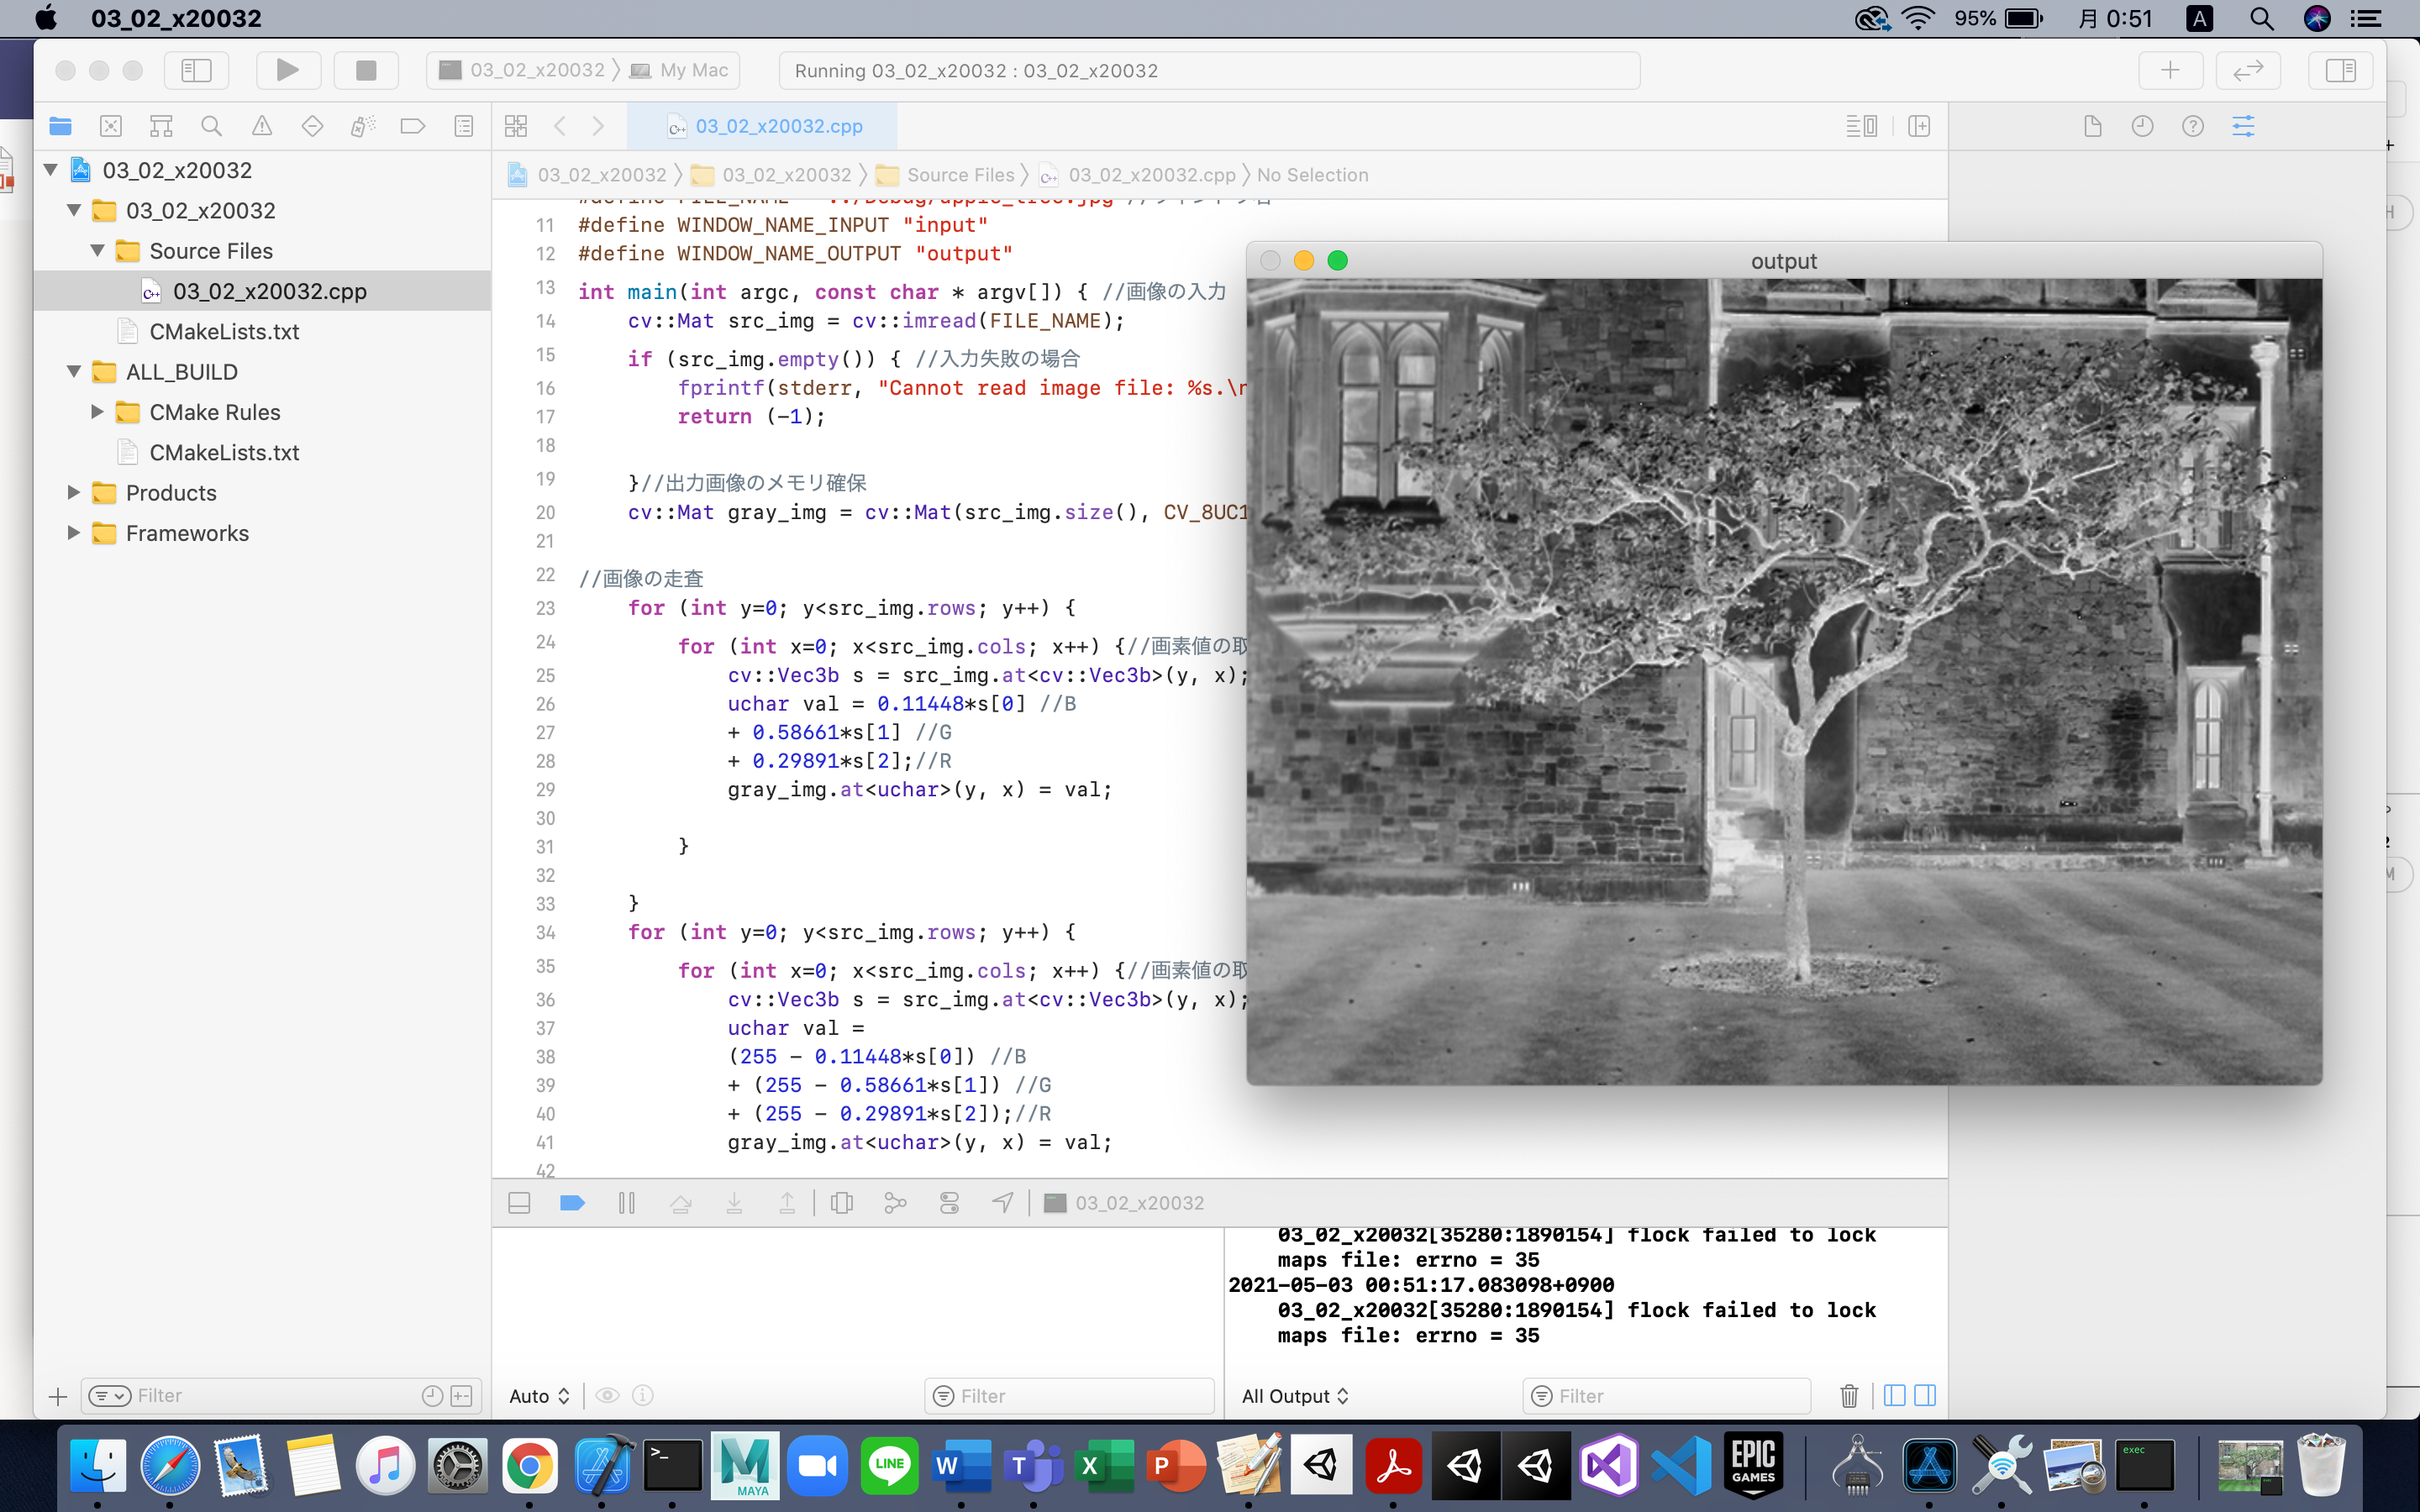 03_02_x20032
95%
月 0:51
A
03_02_x20032 〉 My Mac
Running 03_02_x20032 : 03_02_x20032
03_02_x20032.cpp
03_02_x20032 〉 03_02_x20032 〉 Source Files 〉 03_02_x20032.cpp 〉 No Selection
03_02_x20032
03_02_x20032
Source Files
03_02_x20032.cpp
CMakeLists.txt
ALL_BUILD
CMake Rules
CMakeLists.txt
Products
Frameworks
11 #define WINDOW_NAME_INPUT "input"
12 #define WINDOW_NAME_OUTPUT "output"
13 int main(int argc, const char * argv[]) { //画像の入力
14 cv::Mat src_img = cv::imread(FILE_NAME);
15 if (src_img.empty()) { //入力失敗の場合
16 fprintf(stderr, "Cannot read image file: %s.\n
17 return (-1);
18
19 }//出力画像のメモリ確保
20 cv::Mat gray_img = cv::Mat(src_img.size(), CV_8UC1
21
22 //画像の走査
23 for (int y=0; y<src_img.rows; y++) {
24 for (int x=0; x<src_img.cols; x++) {//画素値の取
25 cv::Vec3b s = src_img.at<cv::Vec3b>(y, x);
26 uchar val = 0.11448*s[0] //B
27 + 0.58661*s[1] //G
28 + 0.29891*s[2];//R
29 gray_img.at<uchar>(y, x) = val;
30
31 }
32
33 }
34 for (int y=0; y<src_img.rows; y++) {
35 for (int x=0; x<src_img.cols; x++) {//画素値の取
36 cv::Vec3b s = src_img.at<cv::Vec3b>(y, x);
37 uchar val =
38 (255 - 0.11448*s[0]) //B
39 + (255 - 0.58661*s[1]) //G
40 + (255 - 0.29891*s[2]);//R
41 gray_img.at<uchar>(y, x) = val;
42
output
03_02_x20032
03_02_x20032[35280:1890154] flock failed to lock
maps file: errno = 35
2021-05-03 00:51:17.083098+0900
03_02_x20032[35280:1890154] flock failed to lock
maps file: errno = 35
Filter
Auto
Filter
All Output
Filter
MAYA
LINE
W
T
X
P
EPIC
GAMES
exec